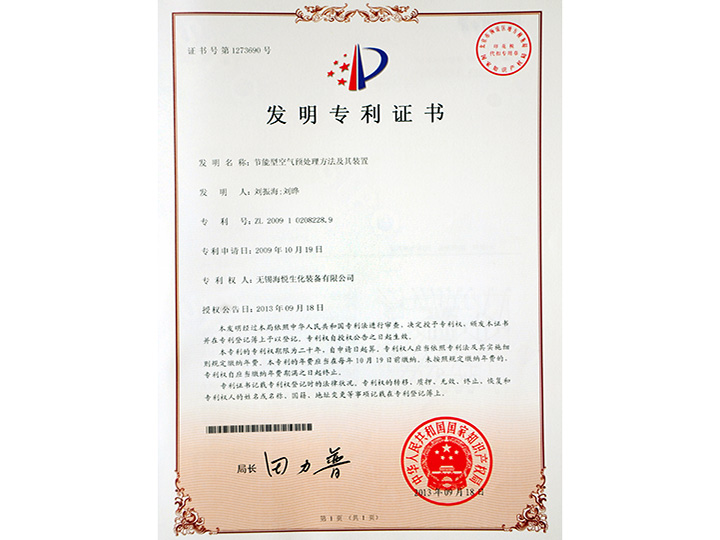 证书号第1273690号
发明专利证书
发 明 名 称：节能型空气预处理方法及其装置
发 明 人：刘振海;刘晔
专 利 号：ZL 2009 1 0208228.9
专利申请日：2009年10月19日
专 利 权 人：无锡海悦生化装备有限公司
授权公告日：2013年09月18日
本发明经过本局依照中华人民共和国专利法进行审查，决定授予专利权，颁发本证书
并在专利登记簿上予以登记。专利权自授权公告之日起生效。
本专利的专利权期限为二十年，自申请日起算。专利权人应当依照专利法及其实施细
则规定缴纳年费。本专利的年费应当在每年10月19日前缴纳。未按照规定缴纳年费的，
专利权自应当缴纳年费期满之日起终止。
专利证书记载专利权登记时的法律状况。专利权的转移、质押、无效、终止、恢复和
专利权人的姓名或名称、国籍、地址变更等事项记载在专利登记簿上。
局长 田力普
中华人民共和国国家知识产权局
2013年09月18日
第1页（共1页）